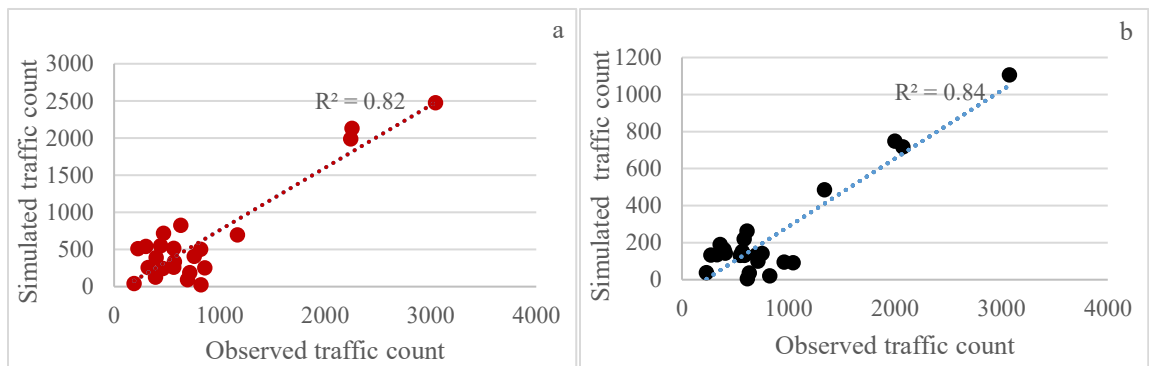 a
3000
2500
2000
1500
1000
500
0
R² = 0.82
0 1000 2000 3000 4000
Observed traffic count
Simulated traffic count
b
1200
1000
800
600
400
200
0
R² = 0.84
0 1000 2000 3000 4000
Observed traffic count
Simulated traffic count